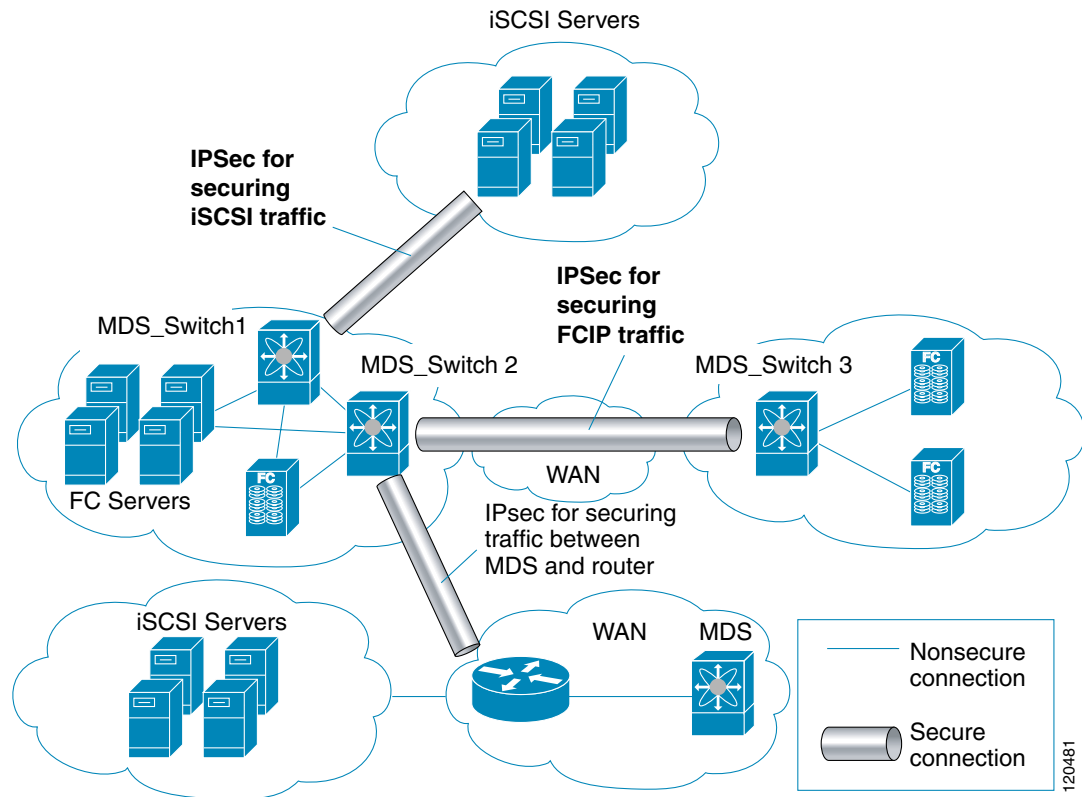 iSCSI Servers
IPSec for
securing
iSCSI traffic
IPSec for
securing
FCIP traffic
MDS_Switch1
MDS_Switch 2
MDS_Switch 3
FC
FC
FC
FC Servers
WAN
IPsec for securing
traffic between
MDS and router
iSCSI Servers
WAN
MDS
Nonsecure
connection
Secure
connection
120481